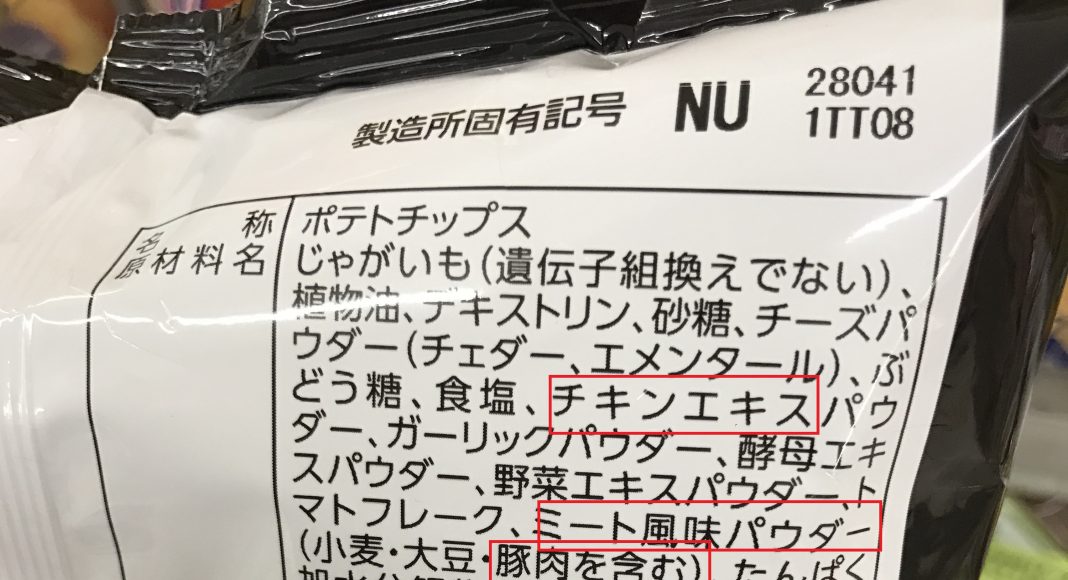 製造所固有記号 NU 28041
1TT08
名称 ポテトチップス
原材料名 じゃがいも(遺伝子組換えでない)、
植物油、デキストリン、砂糖、チーズパ
ウダー(チェダー、エメンタール)、ぶ
どう糖、食塩、チキンエキスパウ
ダー、ガーリックパウダー、酵母エキ
スパウダー、野菜エキスパウダー、ト
マトフレーク、ミート風味パウダー
(小麦・大豆・豚肉を含む)、たんぱく